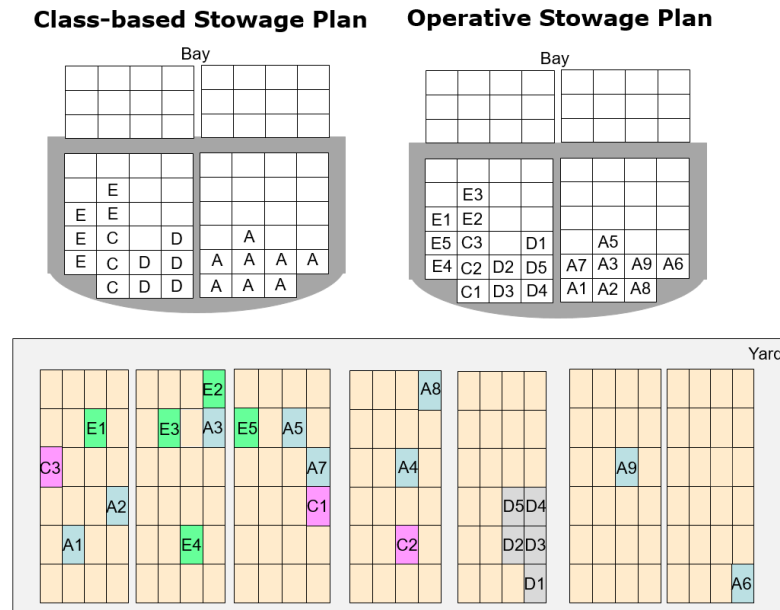 Class-based Stowage Plan
Operative Stowage Plan
Bay
E
E E
E C D A
E C D D A A A A
C D D A A A
Bay
E3
E1 E2
E5 C3 D1 A5
E4 C2 D2 D5 A7 A3 A9 A6
C1 D3 D4 A1 A2 A8
Yard
E2 A8
E1 E3 A3 E5 A5
C3 A7 A4 A9
A2 C1 D5 D4
A1 E4 C2 D2 D3
D1 A6